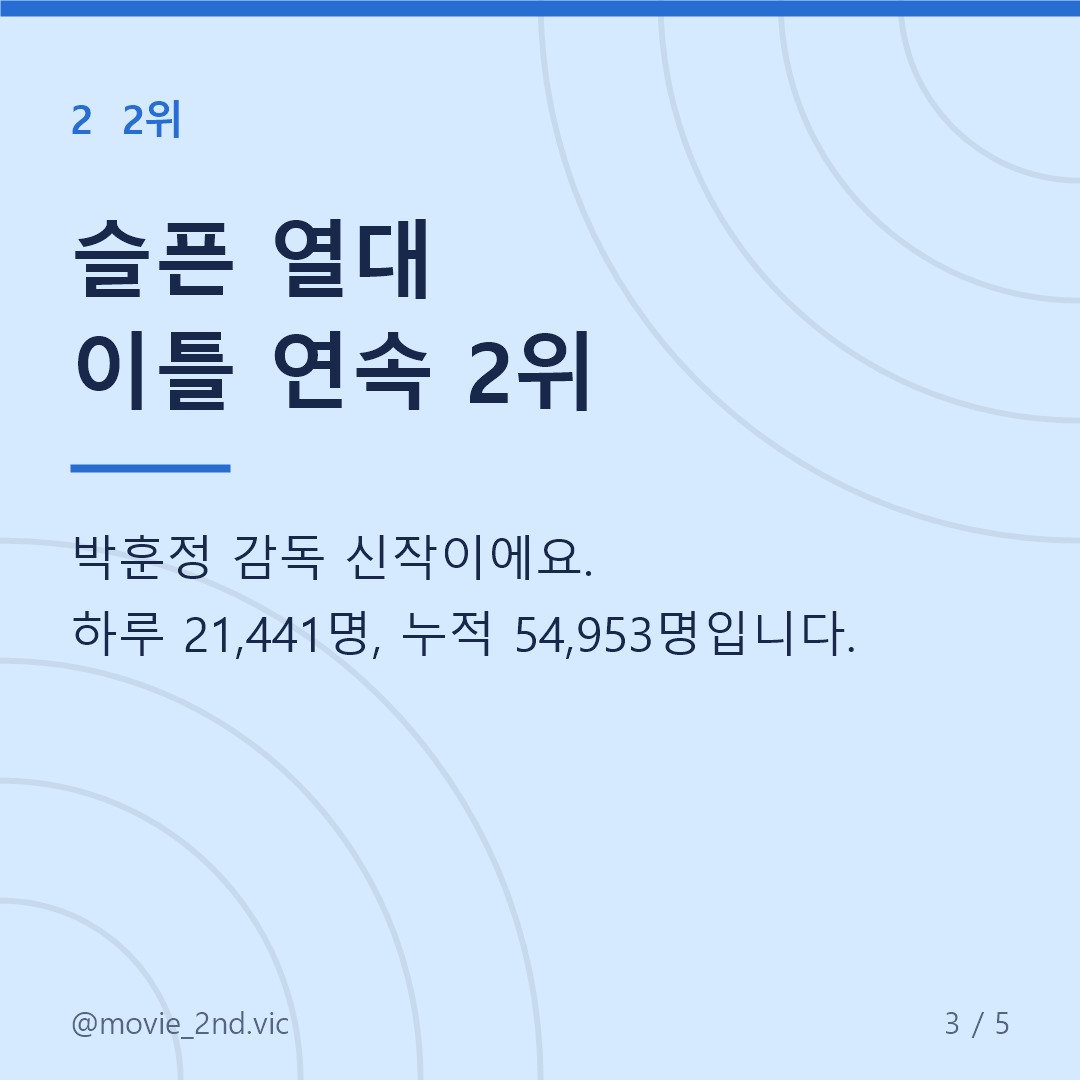 2 2위
슬픈 열대
이틀 연속 2위
박훈정 감독 신작이에요.
하루 21,441명, 누적 54,953명입니다.
@movie_2nd.vic
3 / 5